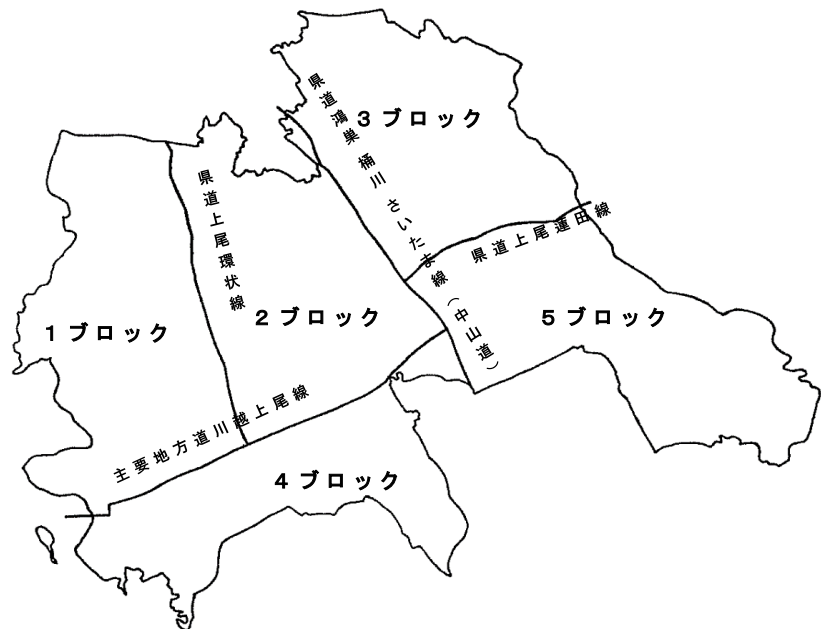 3 ブロック
県道鴻巣 桶川 さいたま線（中山道）
県道上尾環状線
県道上尾蓮田線
1 ブロック
2 ブロック
5 ブロック
主要地方道川越上尾線
4 ブロック